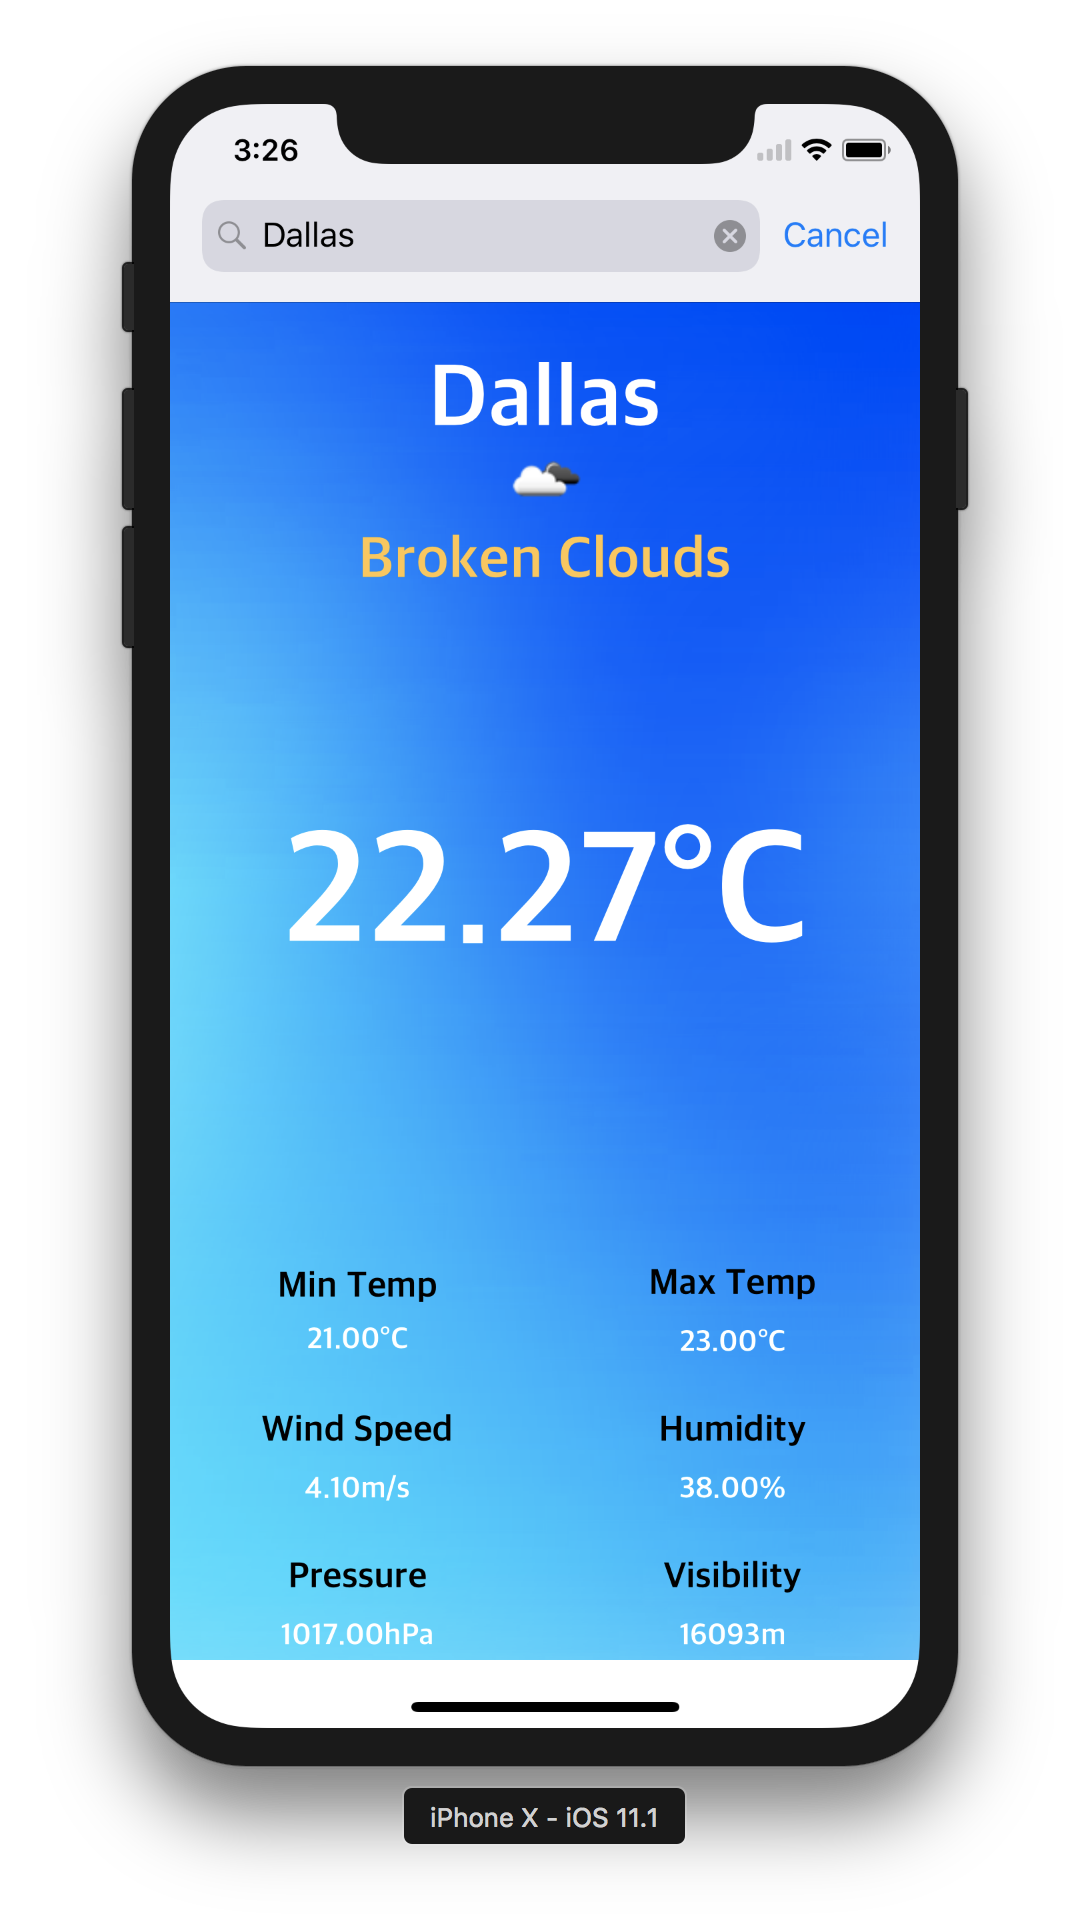 3:26
Dallas
Cancel
Dallas
Broken Clouds
22.27°C
Min Temp
Max Temp
21.00°C
23.00°C
Wind Speed
Humidity
4.10m/s
38.00%
Pressure
Visibility
1017.00hPa
16093m
iPhone X - iOS 11.1